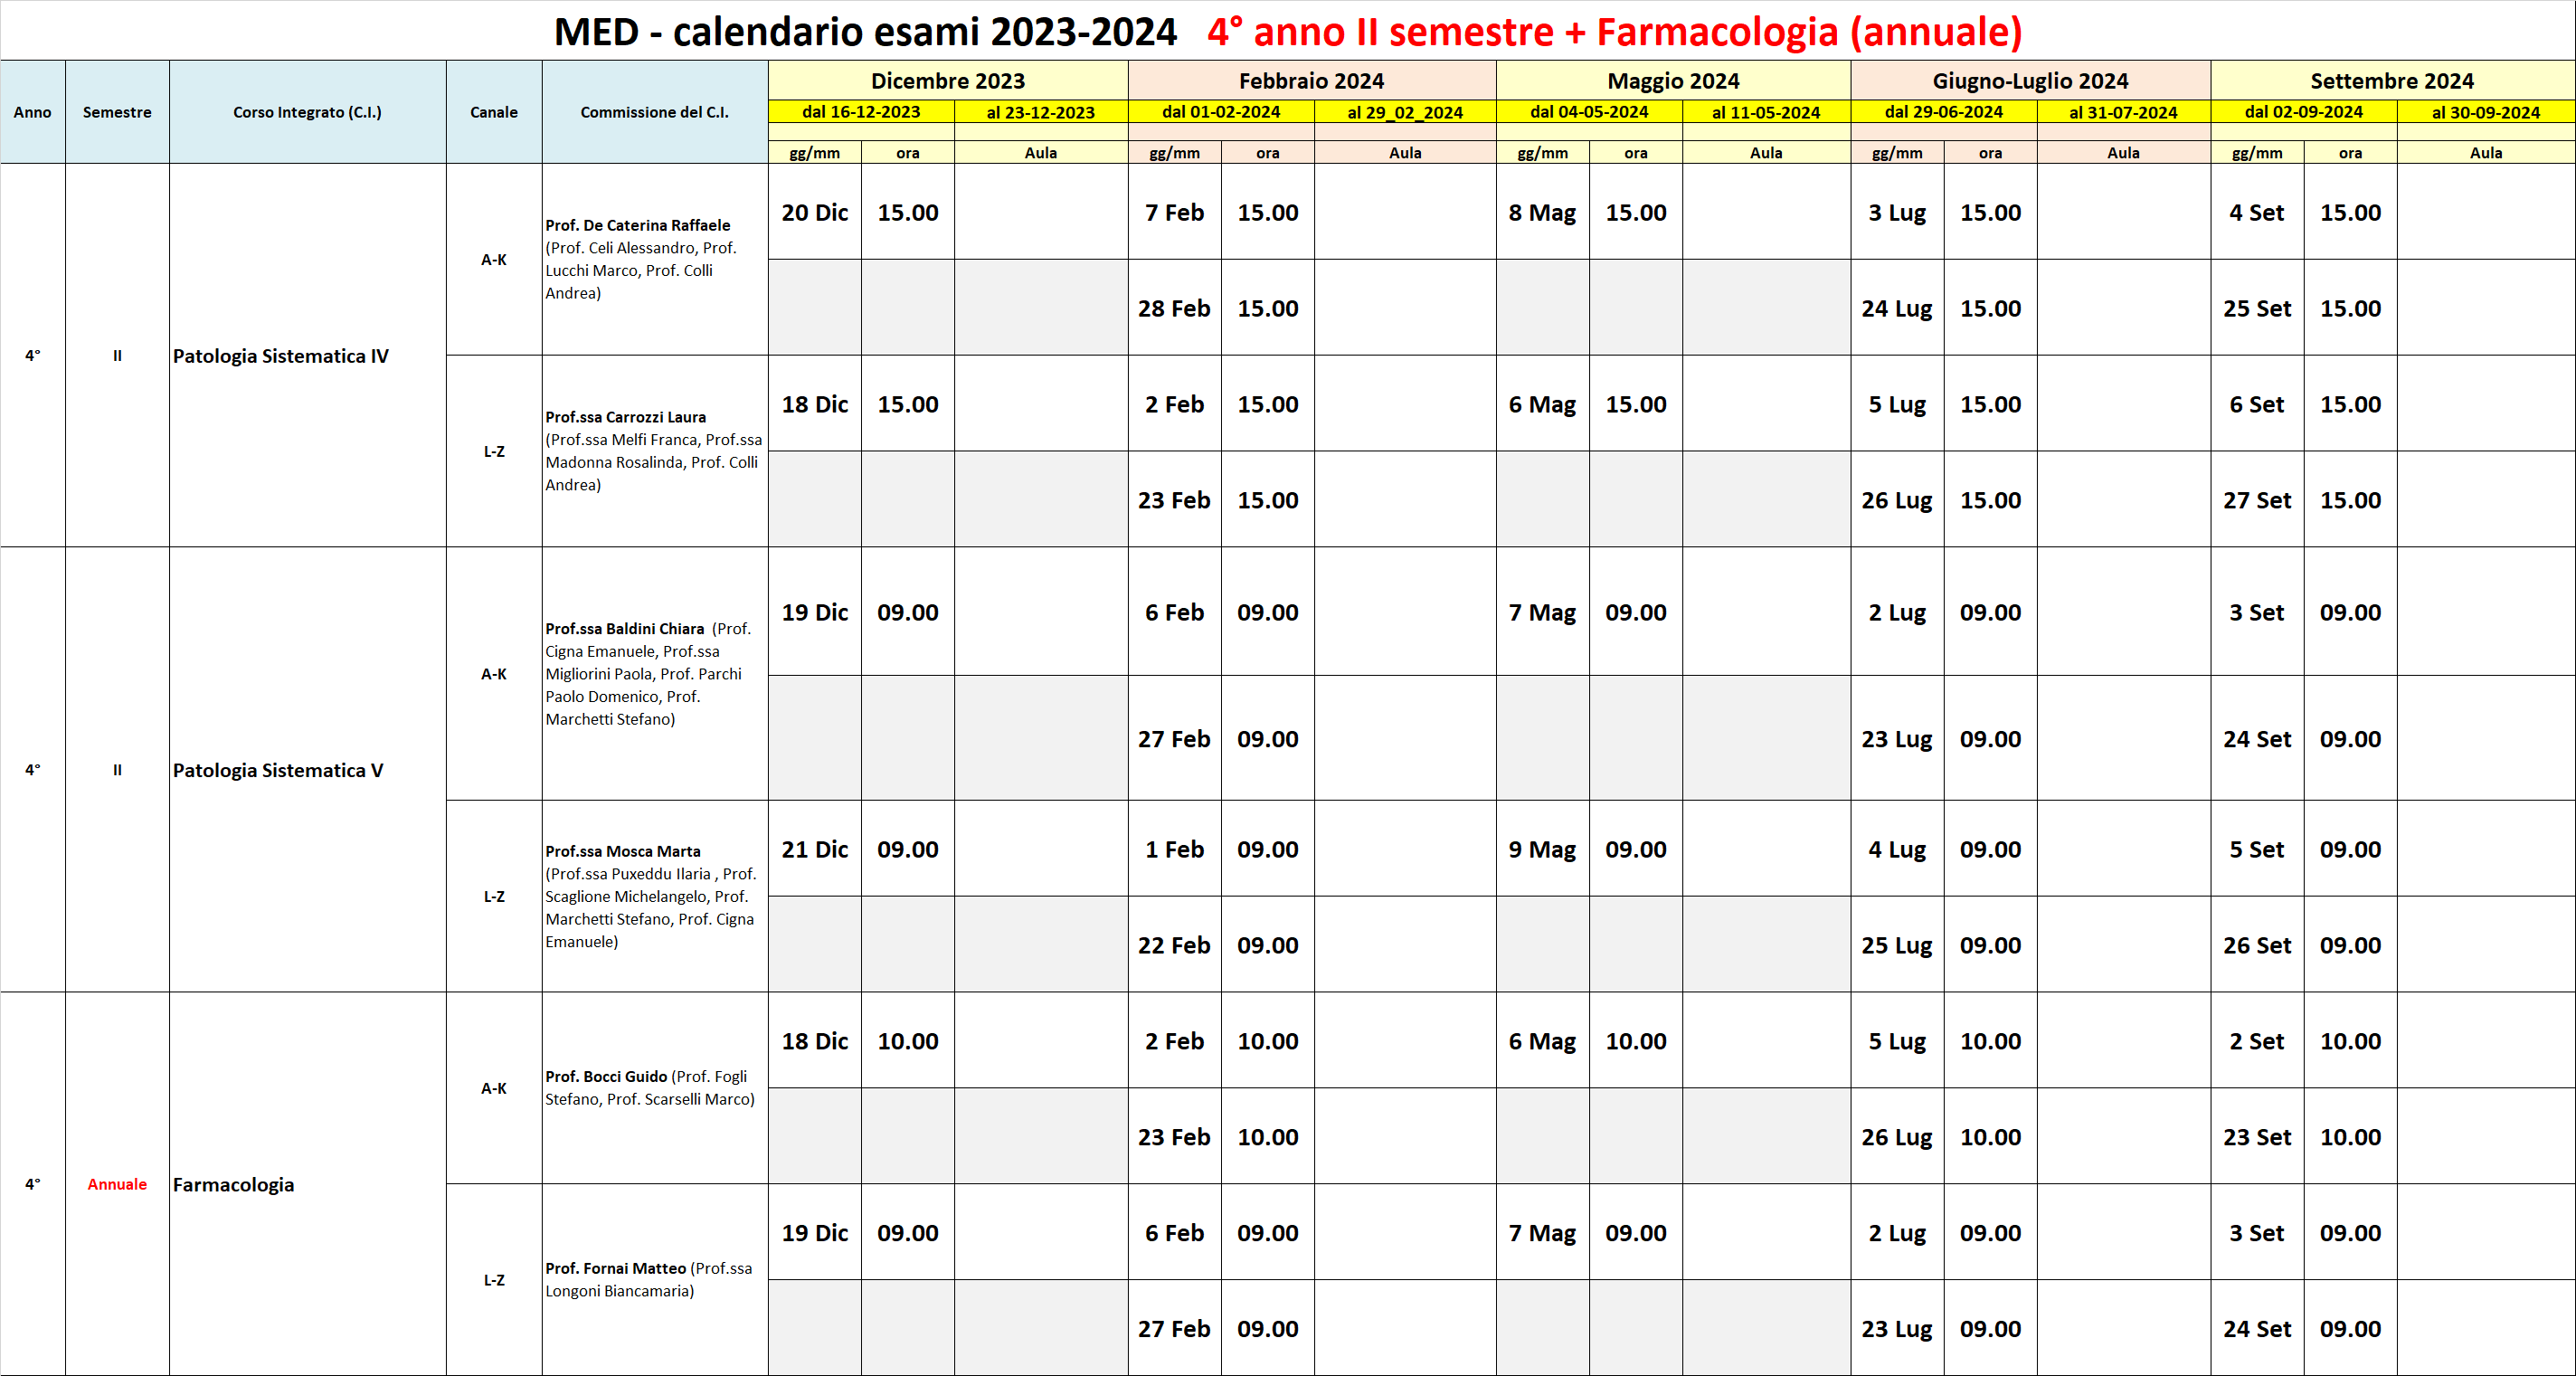 MED - calendario esami 2023-2024   4° anno II semestre + Farmacologia (annuale)
Anno Semestre Corso Integrato (C.I.) Canale Commissione del C.I. Dicembre 2023 Febbraio 2024 Maggio 2024 Giugno-Luglio 2024 Settembre 2024
dal 16-12-2023 al 23-12-2023 dal 01-02-2024 al 29_02_2024 dal 04-05-2024 al 11-05-2024 dal 29-06-2024 al 31-07-2024 dal 02-09-2024 al 30-09-2024
gg/mm ora Aula gg/mm ora Aula gg/mm ora Aula gg/mm ora Aula gg/mm ora Aula
4° II Patologia Sistematica IV
A-K
Prof. De Caterina Raffaele
(Prof. Celi Alessandro, Prof.
Lucchi Marco, Prof. Colli
Andrea)
20 Dic 15.00 7 Feb 15.00 8 Mag 15.00 3 Lug 15.00 4 Set 15.00
28 Feb 15.00 24 Lug 15.00 25 Set 15.00
L-Z
Prof.ssa Carrozzi Laura
(Prof.ssa Melfi Franca, Prof.ssa
Madonna Rosalinda, Prof. Colli
Andrea)
18 Dic 15.00 2 Feb 15.00 6 Mag 15.00 5 Lug 15.00 6 Set 15.00
23 Feb 15.00 26 Lug 15.00 27 Set 15.00
4° II Patologia Sistematica V
A-K
Prof.ssa Baldini Chiara (Prof.
Cigna Emanuele, Prof.ssa
Migliorini Paola, Prof. Parchi
Paolo Domenico, Prof.
Marchetti Stefano)
19 Dic 09.00 6 Feb 09.00 7 Mag 09.00 2 Lug 09.00 3 Set 09.00
27 Feb 09.00 23 Lug 09.00 24 Set 09.00
L-Z
Prof.ssa Mosca Marta
(Prof.ssa Puxeddu Ilaria , Prof.
Scaglione Michelangelo, Prof.
Marchetti Stefano, Prof. Cigna
Emanuele)
21 Dic 09.00 1 Feb 09.00 9 Mag 09.00 4 Lug 09.00 5 Set 09.00
22 Feb 09.00 25 Lug 09.00 26 Set 09.00
4° Annuale Farmacologia
A-K
Prof. Bocci Guido (Prof. Fogli
Stefano, Prof. Scarselli Marco)
18 Dic 10.00 2 Feb 10.00 6 Mag 10.00 5 Lug 10.00 2 Set 10.00
23 Feb 10.00 26 Lug 10.00 23 Set 10.00
L-Z
Prof. Fornai Matteo (Prof.ssa
Longoni Biancamaria)
19 Dic 09.00 6 Feb 09.00 7 Mag 09.00 2 Lug 09.00 3 Set 09.00
27 Feb 09.00 23 Lug 09.00 24 Set 09.00